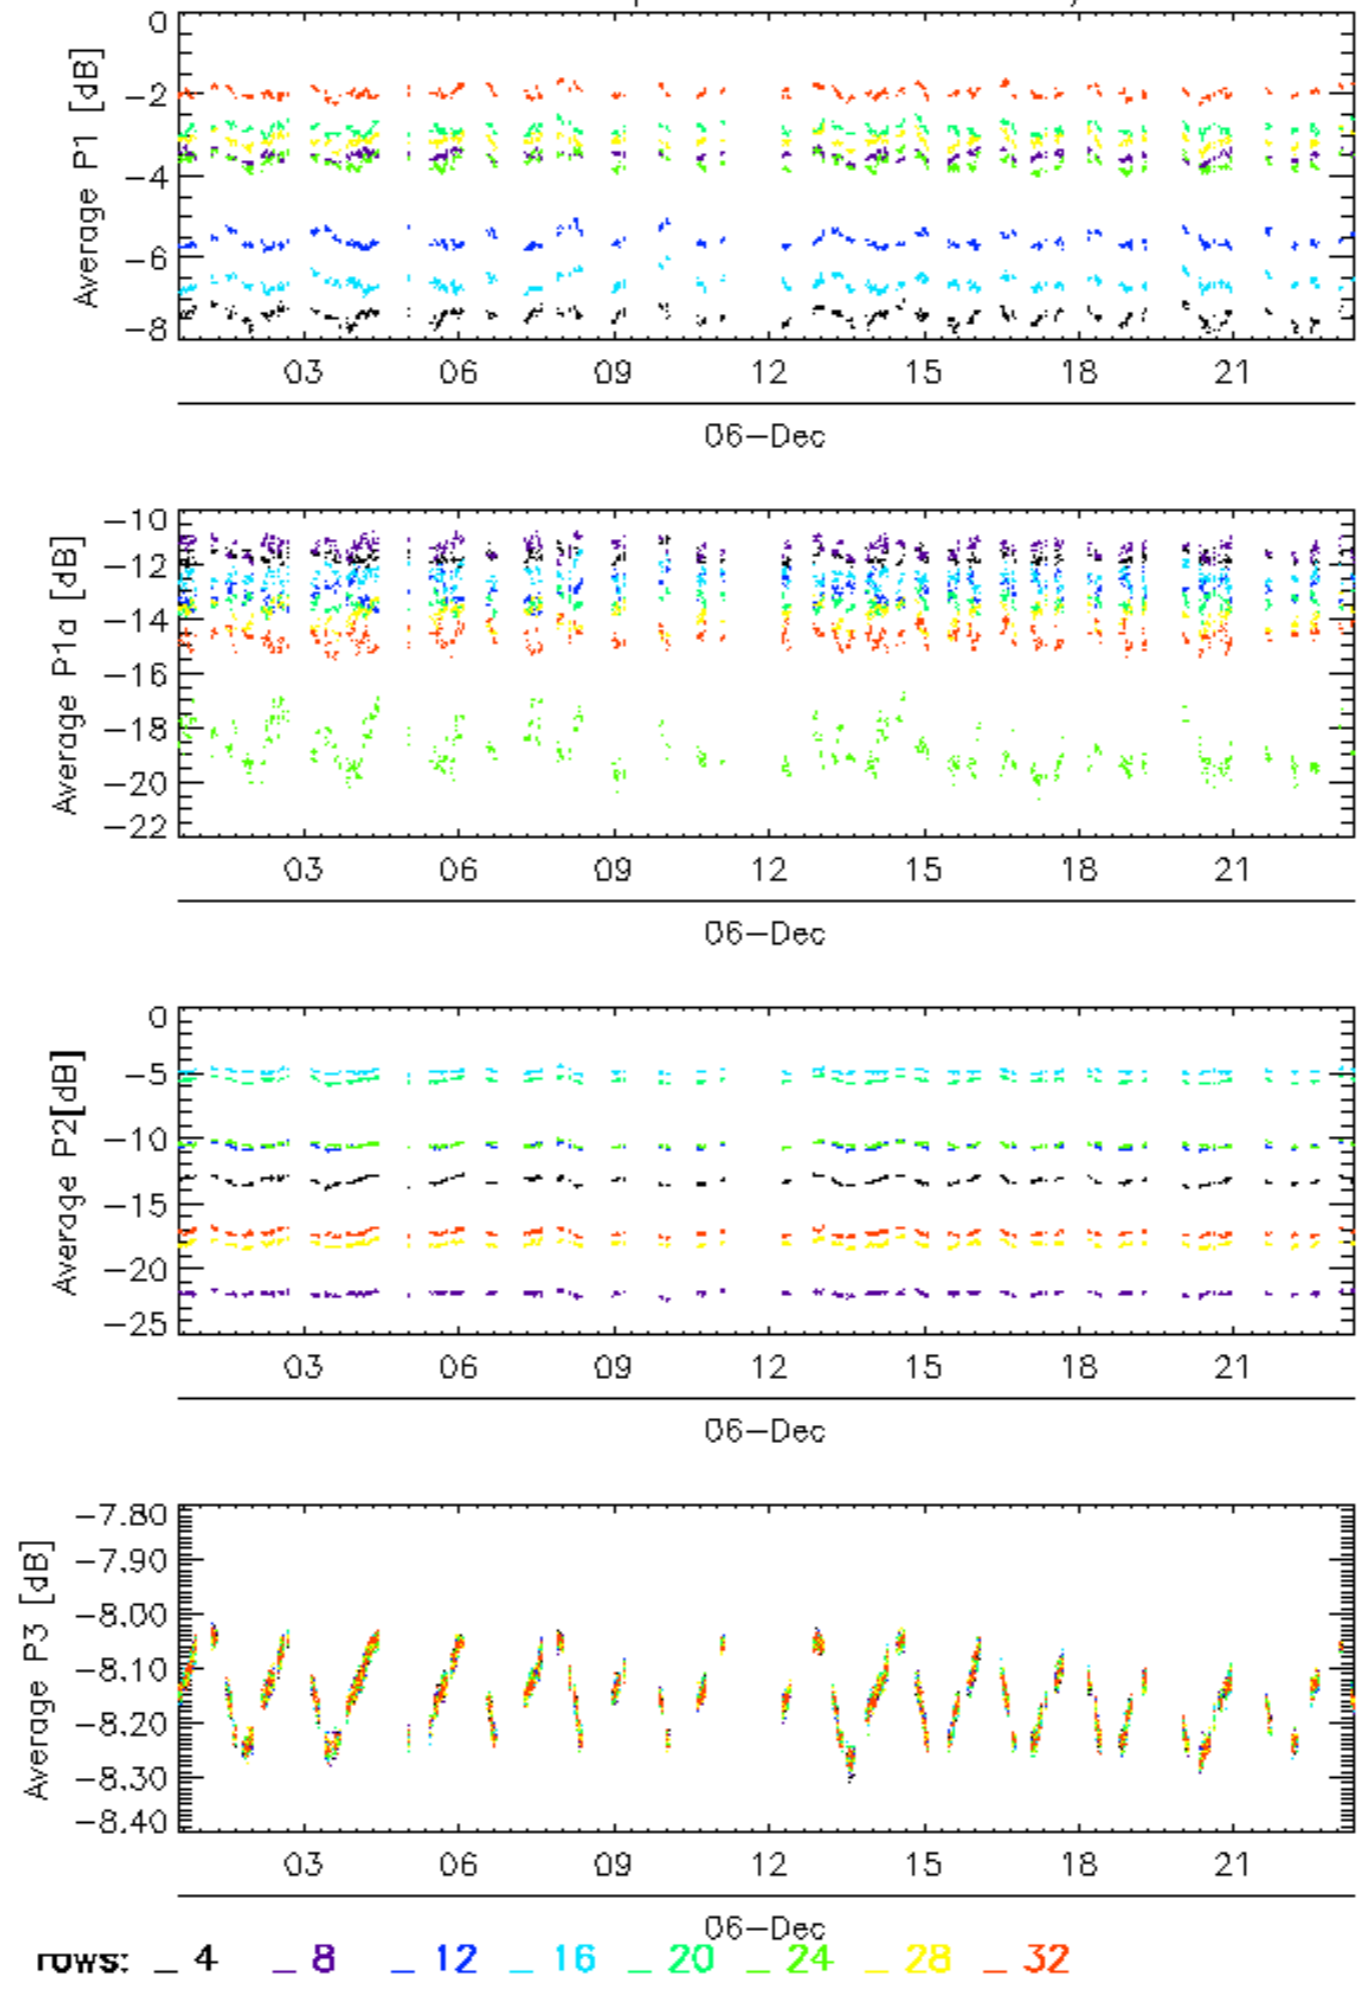 Average P1 [dB]
0
−2
−4
−6
−8
03 06 09 12 15 18 21
06−Dec
Average P1a [dB]
−10
−12
−14
−16
−18
−20
−22
03 06 09 12 15 18 21
06−Dec
Average P2[dB]
0
−5
−10
−15
−20
−25
03 06 09 12 15 18 21
06−Dec
Average P3 [dB]
−7.80
−7.90
−8.00
−8.10
−8.20
−8.30
−8.40
03 06 09 12 15 18 21
06−Dec
rows: _ 4 _ 8 _ 12 _ 16 _ 20 _ 24 _ 28 _ 32